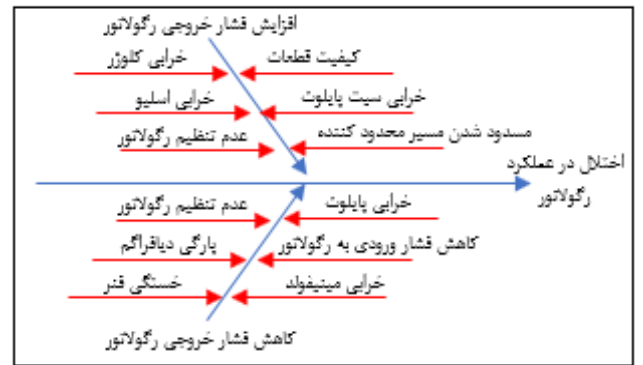 افزایش فشار خروجی رگولاتور
کیفیت قطعات
خرابی کلوژر
خرابی سیت پایلوت
خرابی اسلیو
مسدود شدن مسیر محدود کننده
عدم تنظیم رگولاتور
اختلال در عملکرد
رگولاتور
خرابی پایلوت
عدم تنظیم رگولاتور
کاهش فشار ورودی به رگولاتور
پارگی دیافراگم
خرابی مینیفولد
خستگی فنر
کاهش فشار خروجی رگولاتور